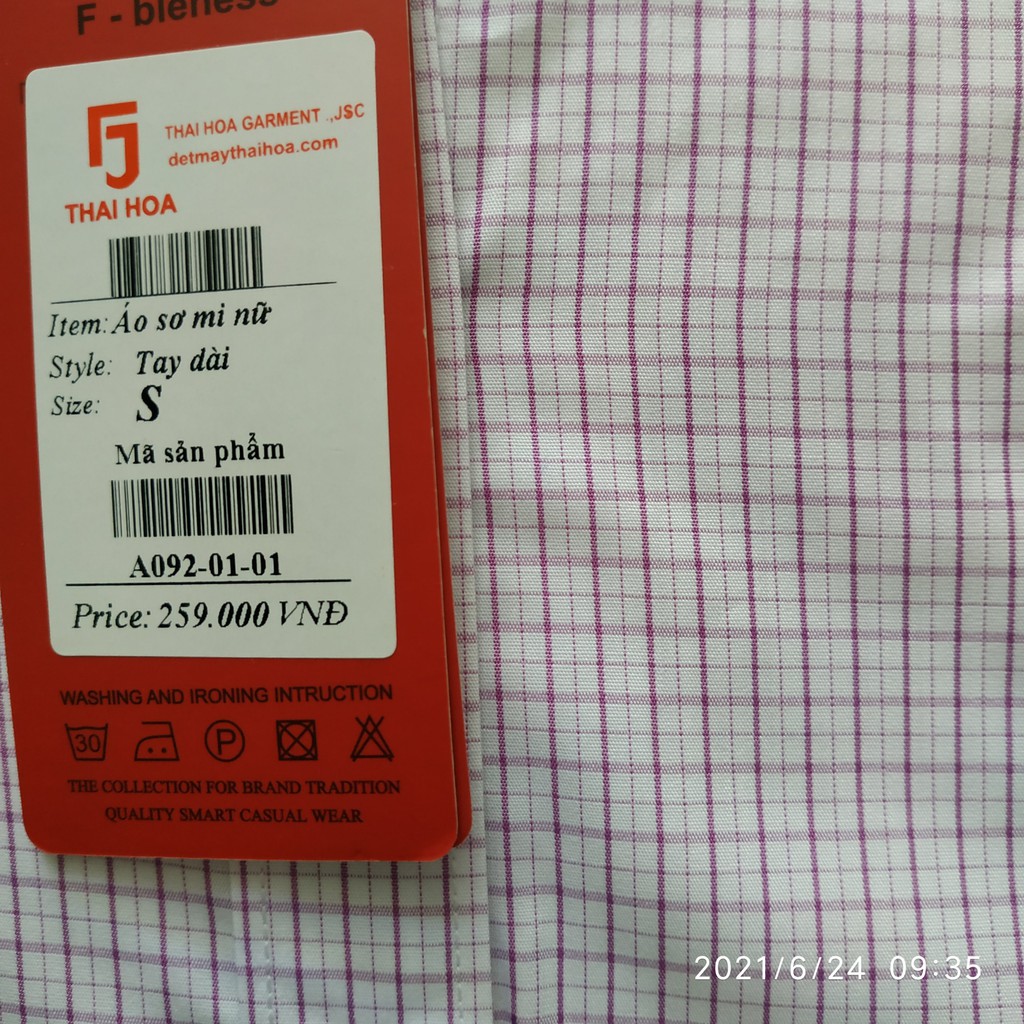 F - bleness
THAI HOA GARMENT .,JSC
detmaythaihoa.com
THAI HOA
Item: Áo sơ mi nữ
Style: Tay dài
Size: S
Mã sản phẩm
A092-01-01
Price: 259.000 VNĐ
WASHING AND IRONING INTRUCTION
30
P
THE COLLECTION FOR BRAND TRADITION
QUALITY SMART CASUAL WEAR
2021/6/24 09:35